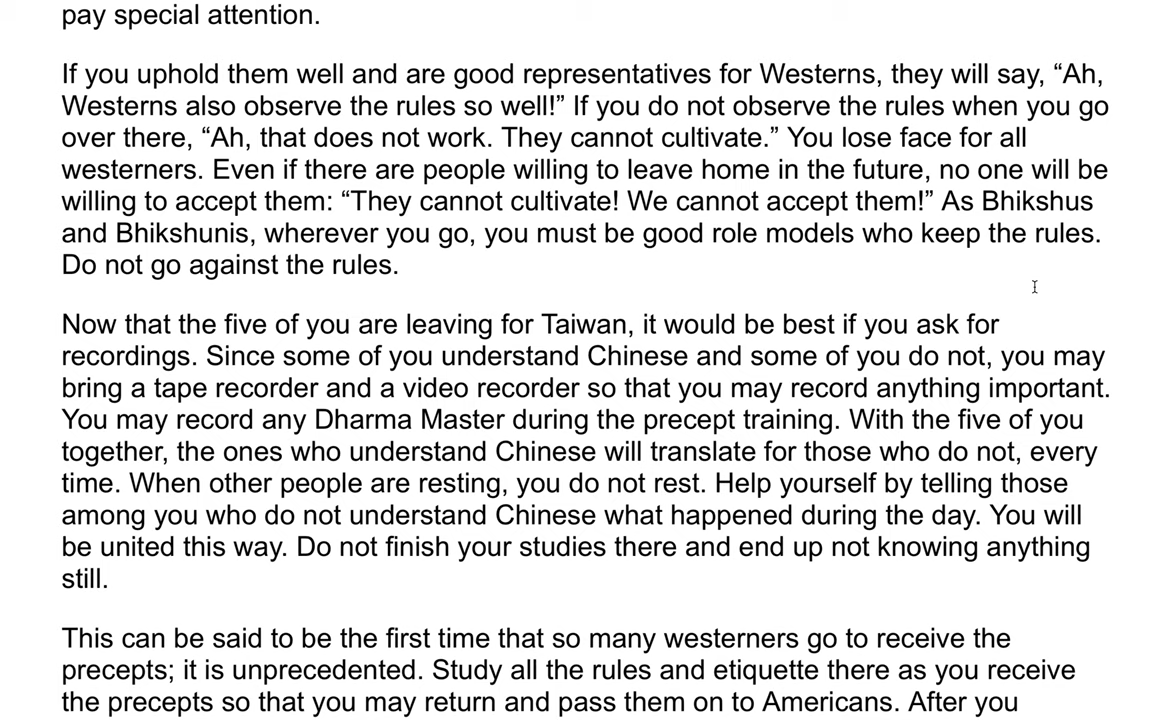 pay special attention.
If you uphold them well and are good representatives for Westerns, they will say, “Ah,
Westerns also observe the rules so well!” If you do not observe the rules when you go
over there, “Ah, that does not work. They cannot cultivate.” You lose face for all
westerners. Even if there are people willing to leave home in the future, no one will be
willing to accept them: “They cannot cultivate! We cannot accept them!” As Bhikshus
and Bhikshunis, wherever you go, you must be good role models who keep the rules.
Do not go against the rules.
Now that the five of you are leaving for Taiwan, it would be best if you ask for
recordings. Since some of you understand Chinese and some of you do not, you may
bring a tape recorder and a video recorder so that you may record anything important.
You may record any Dharma Master during the precept training. With the five of you
together, the ones who understand Chinese will translate for those who do not, every
time. When other people are resting, you do not rest. Help yourself by telling those
among you who do not understand Chinese what happened during the day. You will
be united this way. Do not finish your studies there and end up not knowing anything
still.
This can be said to be the first time that so many westerners go to receive the
precepts; it is unprecedented. Study all the rules and etiquette there as you receive
the precepts so that you may return and pass them on to Americans. After you